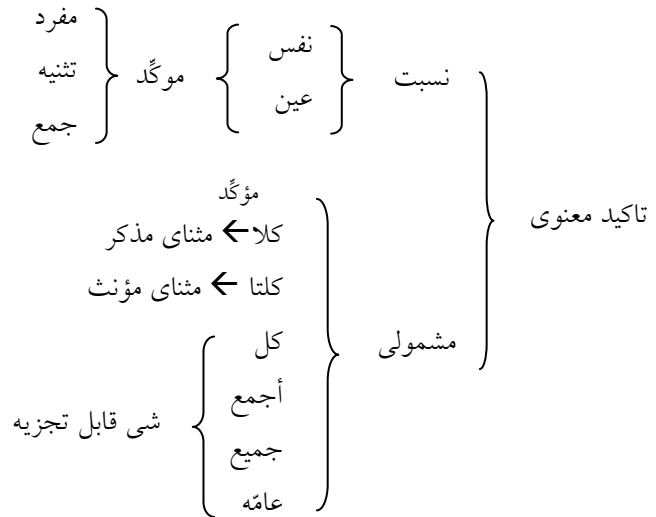 تاکید معنوی
نسبت
نفس
عین
موکِّد
مفرد
تثنیه
جمع
مشمولی
مؤکِّد
کلا← مثنای مذکر
کلتا ← مثنای مؤنث
کل
أجمع
جمیع
عامّه
شی قابل تجزیه